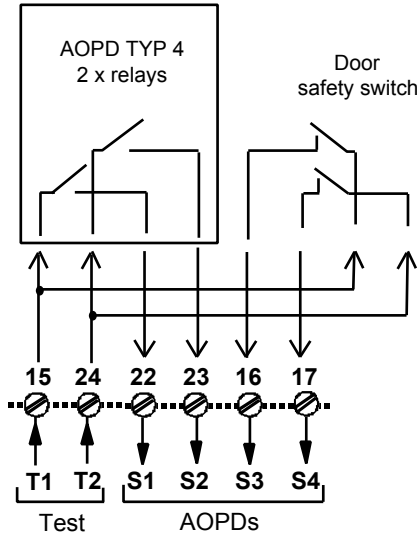 AOPD TYP 4
2 x relays
Door
safety switch
15 24 22 23 16 17
T1 T2 S1 S2 S3 S4
Test AOPDs